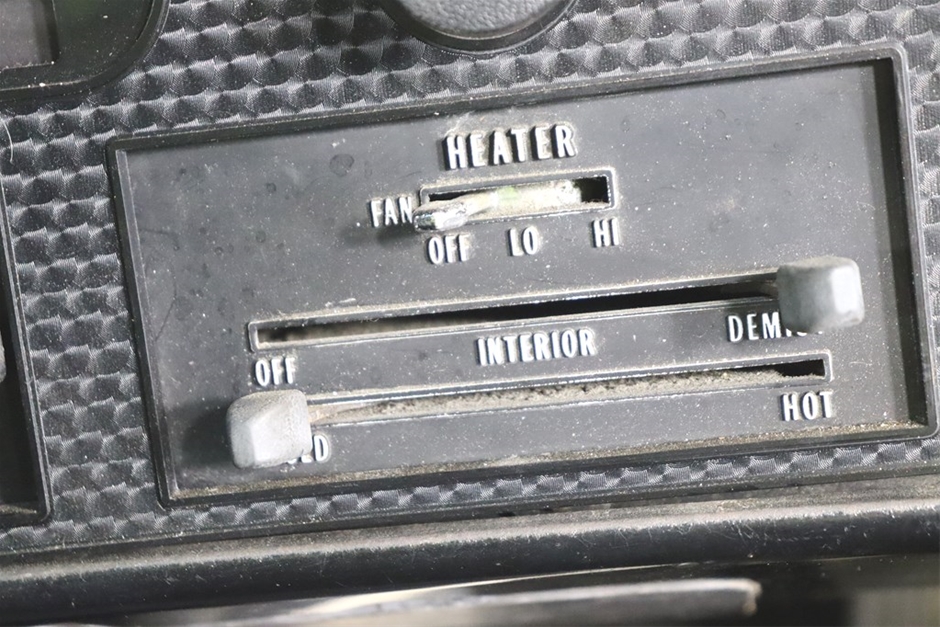 HEATER
FAN
OFF LO HI
INTERIOR
OFF
HOT